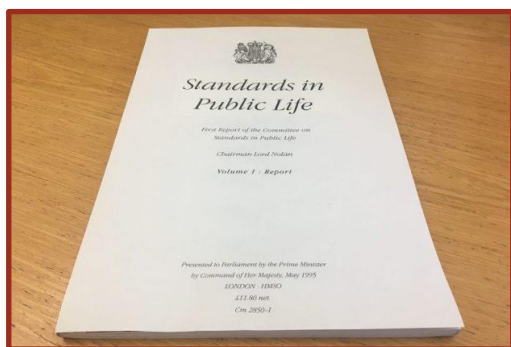 Standards in
Public Life
First Report of the Committee on
Standards in Public Life
Chairman Lord Nolan
Volume 1 : Report
Presented to Parliament by the Prime Minister
by Command of Her Majesty, May 1995
LONDON : HMSO
£11.80 net
Cm 2850-I